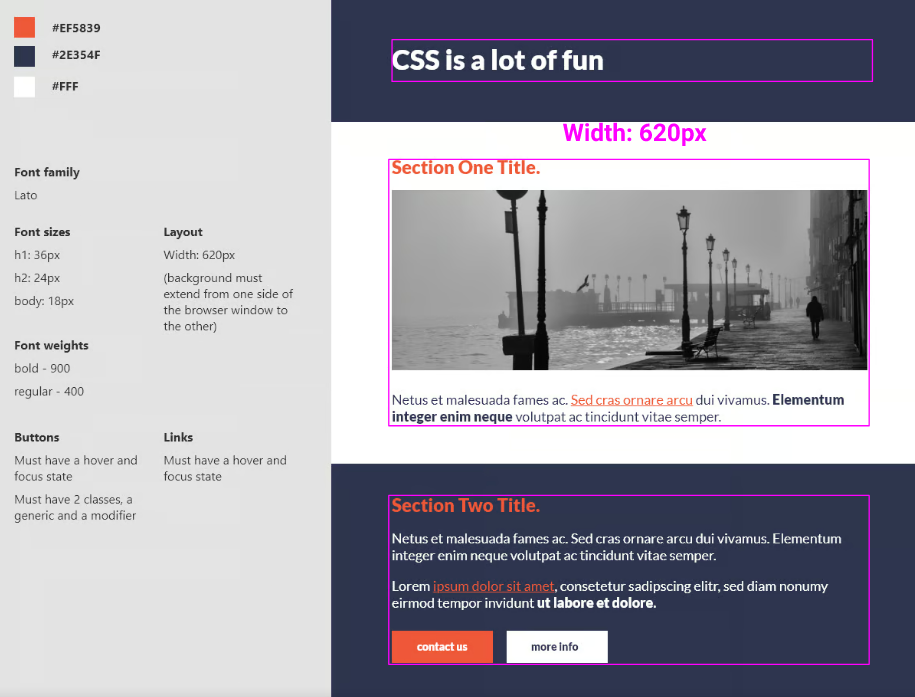 #EF5839
#2E354F
#FFF
Font family
Lato
Font sizes
h1: 36px
h2: 24px
body: 18px
Layout
Width: 620px
(background must
extend from one side of
the browser window to
the other)
Font weights
bold - 900
regular - 400
Buttons
Must have a hover and
focus state
Must have 2 classes, a
generic and a modifier
Links
Must have a hover and
focus state
CSS is a lot of fun
Width: 620px
Section One Title.
Netus et malesuada fames ac. Sed cras ornare arcu dui vivamus. Elementum
integer enim neque volutpat ac tincidunt vitae semper.
Section Two Title.
Netus et malesuada fames ac. Sed cras ornare arcu dui vivamus. Elementum
integer enim neque volutpat ac tincidunt vitae semper.
Lorem ipsum dolor sit amet, consetetur sadipscing elitr, sed diam nonumy
eirmod tempor invidunt ut labore et dolore.
contact us
more info